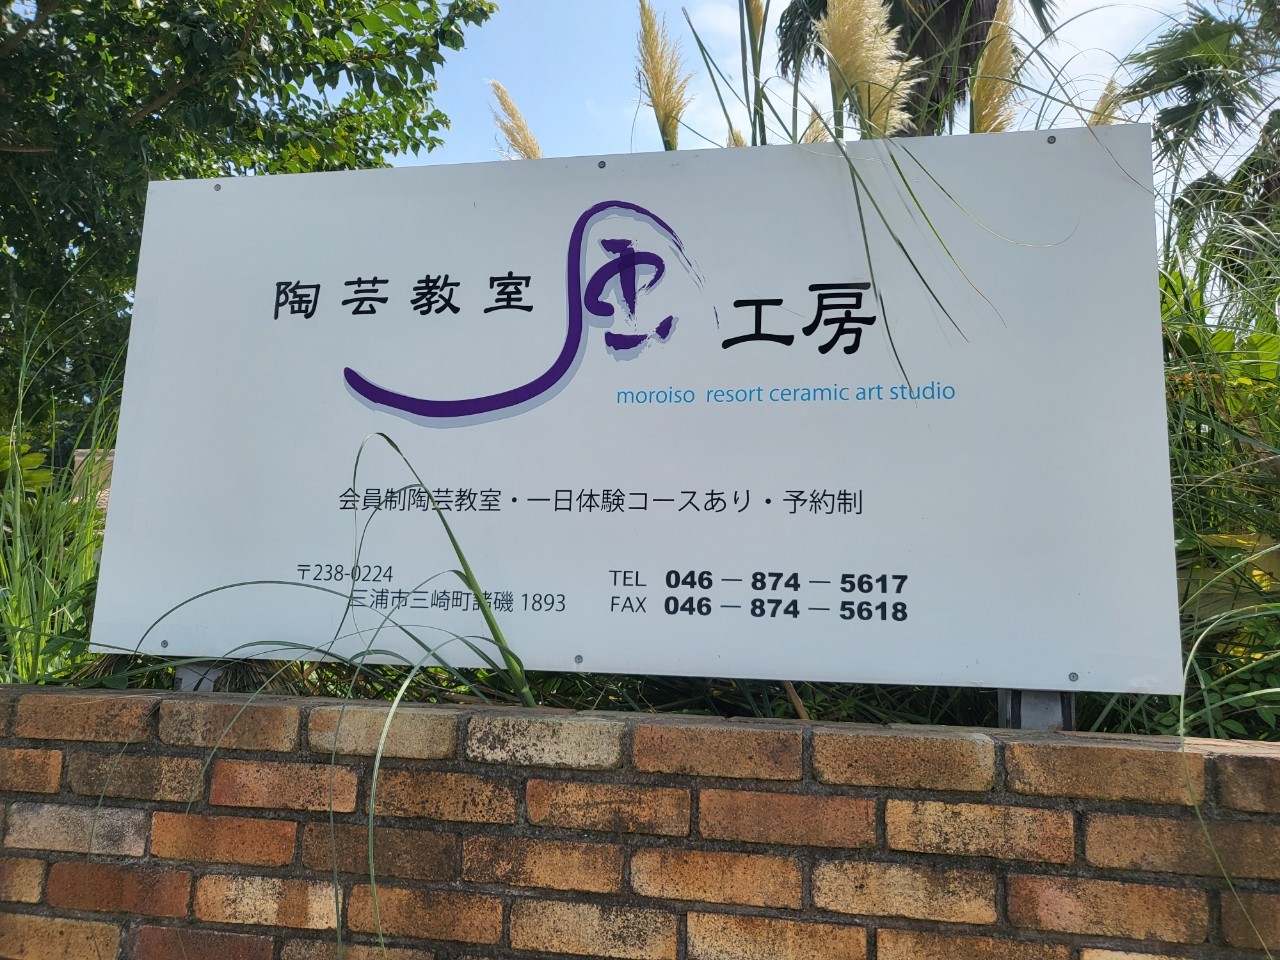 陶芸教室 工房
moroiso resort ceramic art studio
会員制陶芸教室・一日体験コースあり・予約制
〒238-0224
三浦市三崎町諸磯 1893
TEL 046－874－5617
FAX 046－874－5618